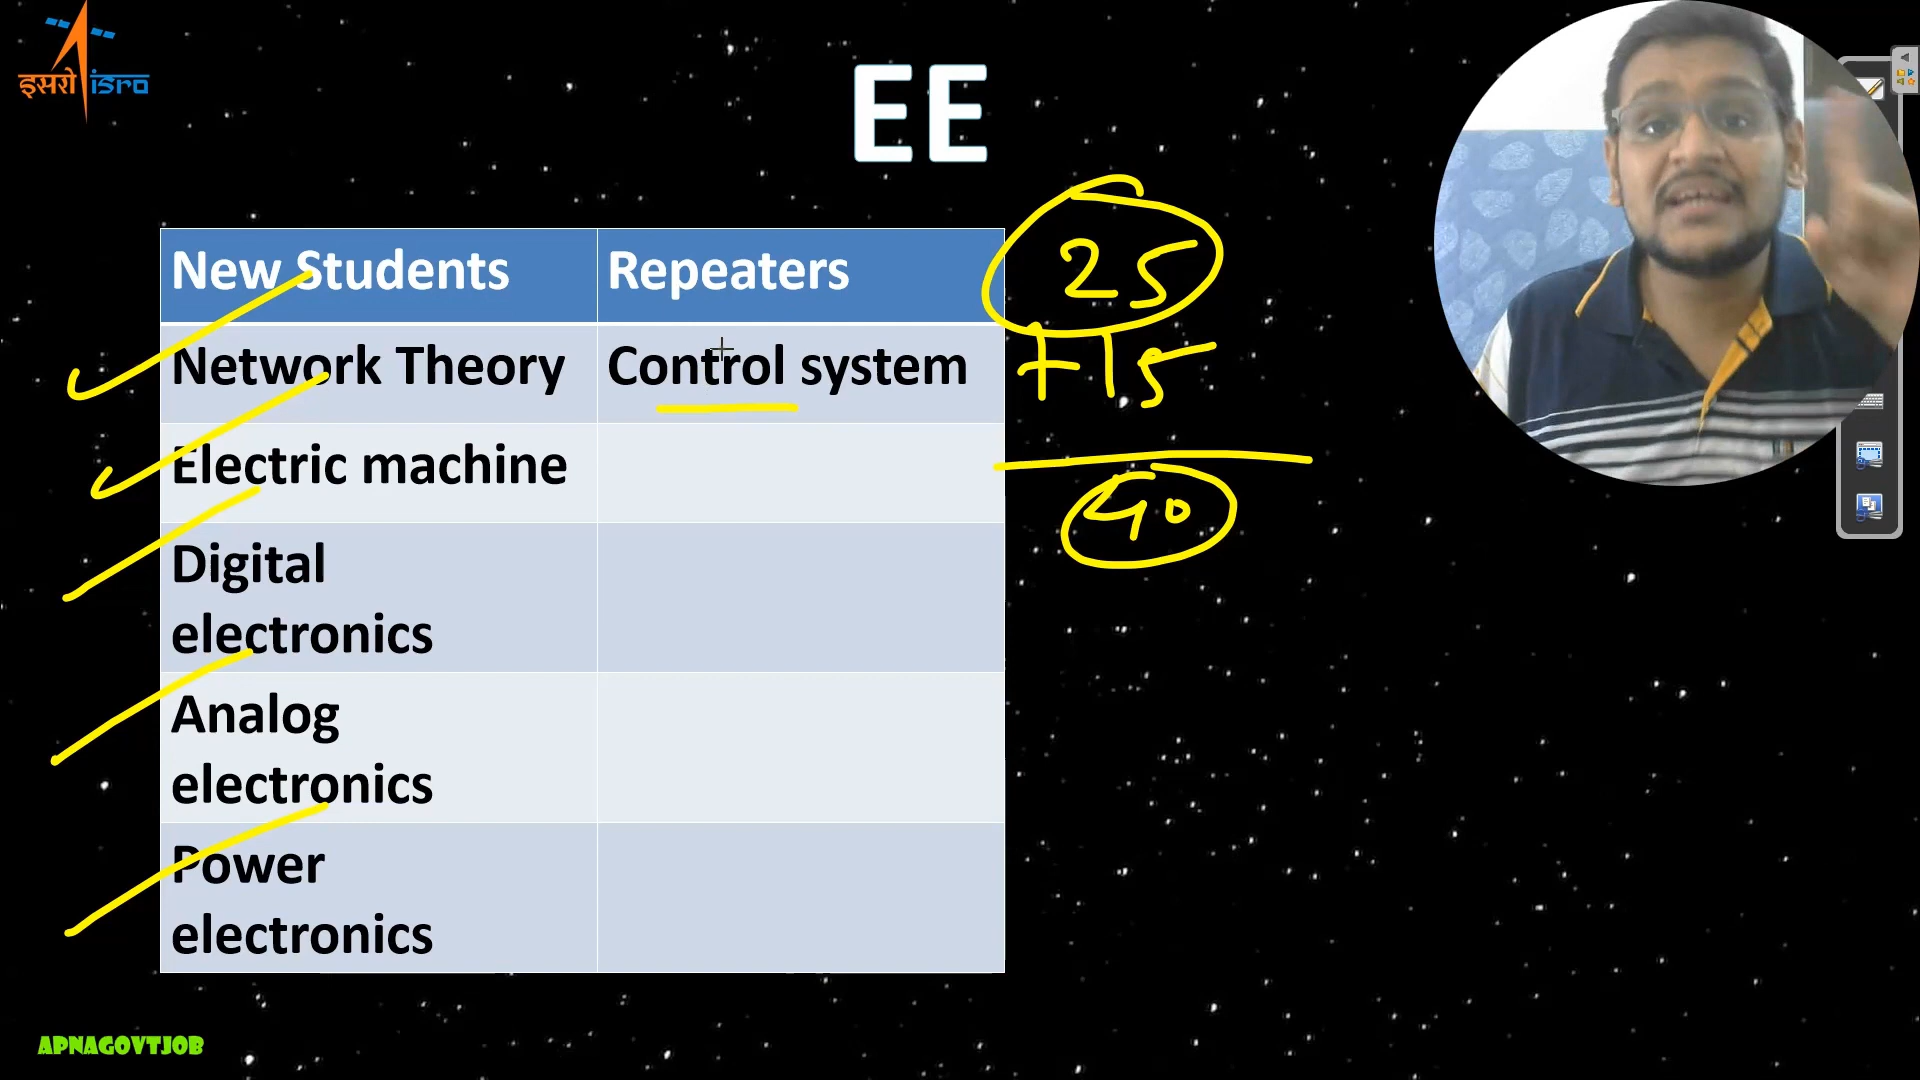 इसरो isro
EE
New Students Repeaters
25
Network Theory Control system
+15
Electric machine
40
Digital
electronics
Analog
electronics
Power
electronics
APNAGOVTJOB